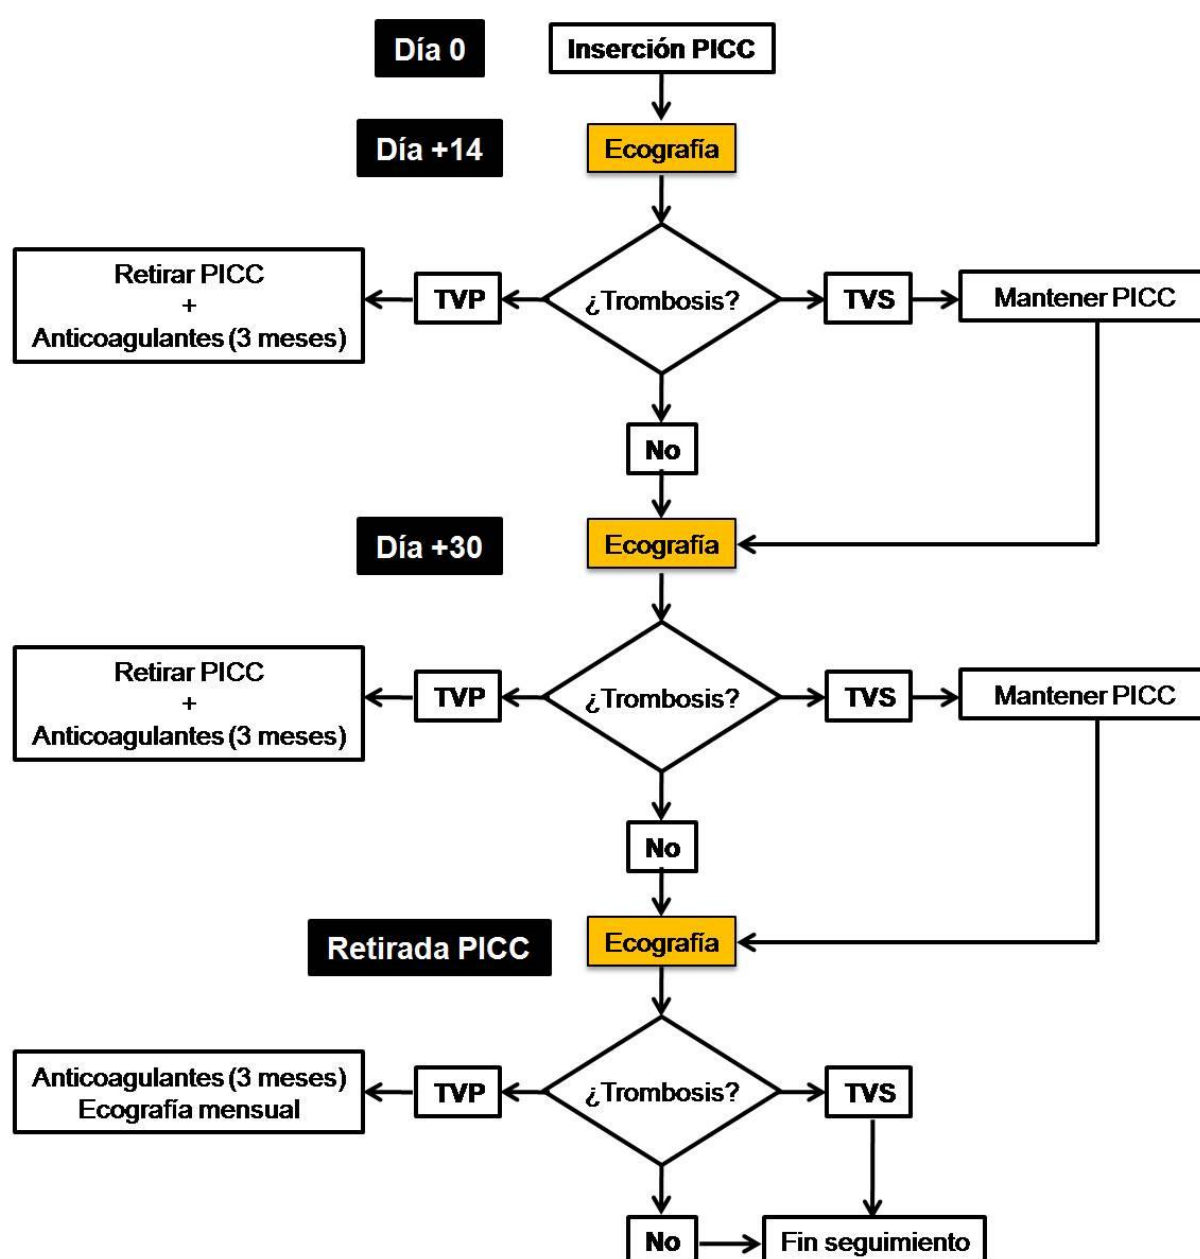 Día 0
Inserción PICC
Día +14
Ecografía
Retirar PICC
+
Anticoagulantes (3 meses)
TVP
¿Trombosis?
TVS
Mantener PICC
No
Día +30
Ecografía
Retirar PICC
+
Anticoagulantes (3 meses)
TVP
¿Trombosis?
TVS
Mantener PICC
No
Retirada PICC
Ecografía
Anticoagulantes (3 meses)
Ecografía mensual
TVP
¿Trombosis?
TVS
No
Fin seguimiento